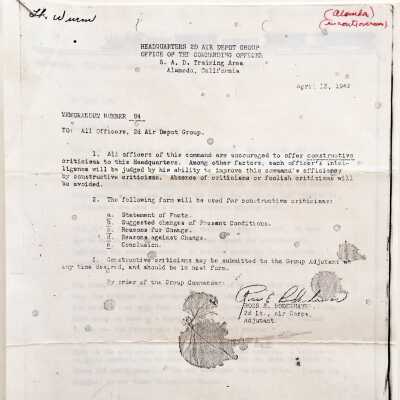 Lt. Wurm
(Alameda)
HEADQUARTERS 2D AIR DEPOT GROUP
OFFICE OF THE COMMANDING OFFICER
S. A. D. Training Area
Alameda, California
April 13, 1942
MEMORANDUM NUMBER 84
TO: All Officers, 2d Air Depot Group.
1. All officers of this command are encouraged to offer constructive
criticisms to this Headquarters. Among other factors, each officer's intel-
ligence will be judged by his ability to improve this command's efficiency
by constructive criticisms. Absence of criticisms or foolish criticisms will
be avoided.
2. The following form will be used for constructive criticisms:
a. Statement of Facts.
b. Suggested changes of Present Conditions.
c. Reasons for Change.
d. Reasons against Change.
e. Conclusion.
3. Constructive criticisms may be submitted to the Group Adjutant at
any time desired, and should be in neat form.
By order of the Group Commander:
ROSS E.
2d Lt., Air Corps,
Adjutant.